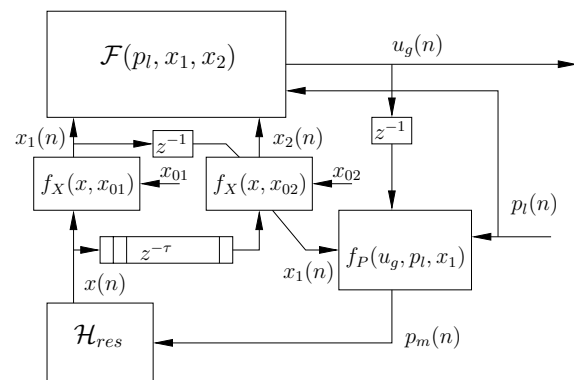 𝓕(p_l, x_1, x_2)
u_g(n)
x_1(n)
z^{-1}
x_2(n)
z^{-1}
f_X(x, x_{01})
x_{01}
f_X(x, x_{02})
x_{02}
p_l(n)
z^{-τ}
x_1(n)
f_P(u_g, p_l, x_1)
x(n)
𝓗_{res}
p_m(n)